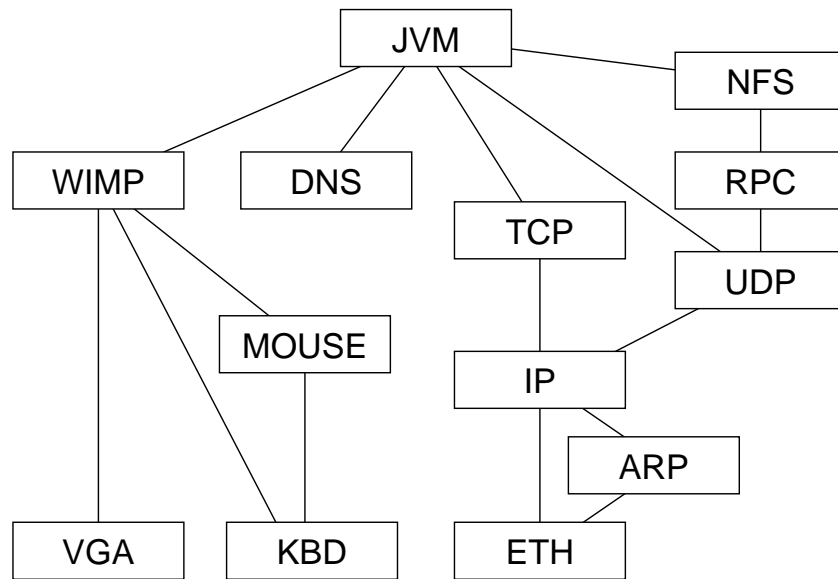 JVM
NFS
WIMP
DNS
RPC
TCP
UDP
MOUSE
IP
ARP
VGA
KBD
ETH